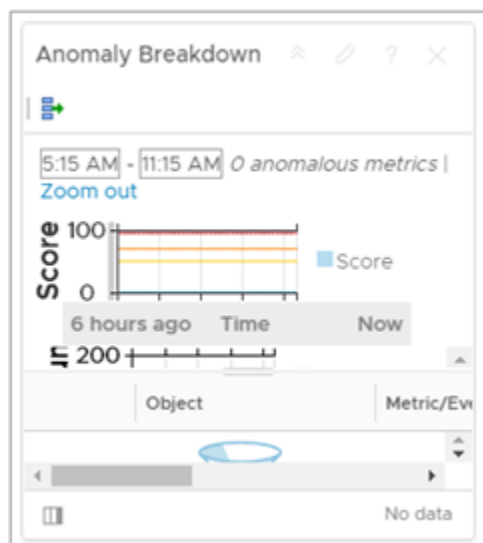 Anomaly Breakdown
5:15 AM - 11:15 AM 0 anomalous metrics |
Zoom out
Score
100
0
Score
6 hours ago Time Now
200
Object Metric/Eve
No data